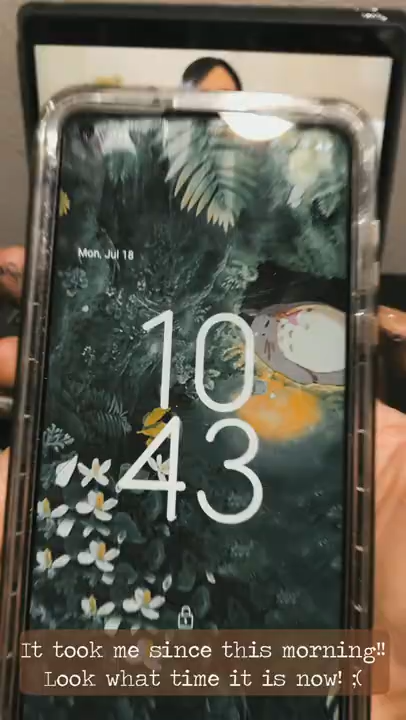 Mon, Jul 18
10
43
It took me since this morning!!
Look what time it is now! ;(